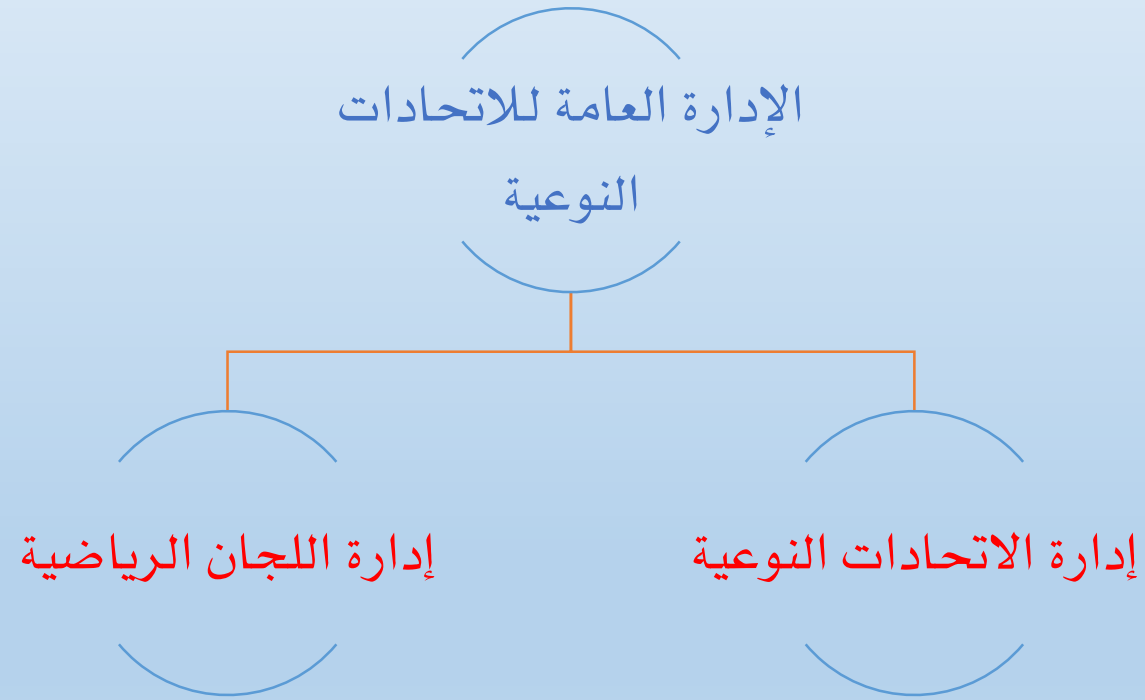 الإدارة العامة للاتحادات
النوعية
إدارة الاتحادات النوعية
إدارة اللجان الرياضية